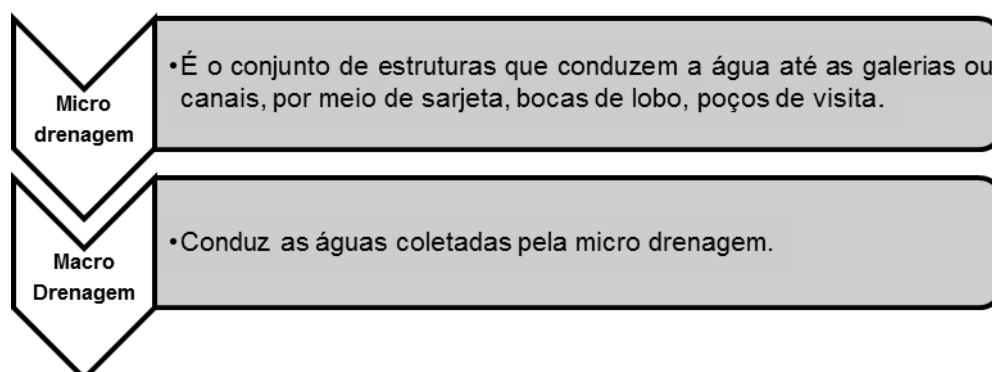 Micro
drenagem
•É o conjunto de estruturas que conduzem a água até as galerias ou
canais, por meio de sarjeta, bocas de lobo, poços de visita.
Macro
Drenagem
•Conduz as águas coletadas pela micro drenagem.